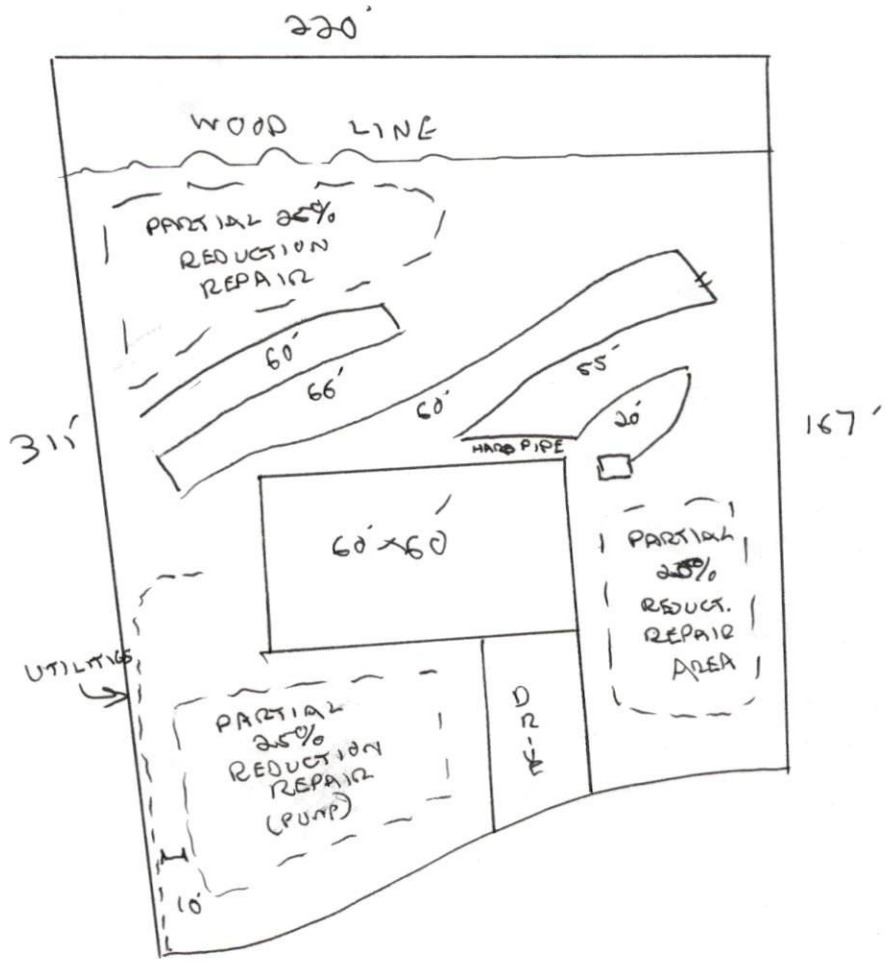 220'
WOOD LINE
PARTIAL 25%
REDUCTION
REPAIR
60'
66'
60'
55'
20'
311'
167'
HARD PIPE
60' x 60'
PARTIAL
25%
REDUCT.
REPAIR
AREA
UTILITIES
PARTIAL
25%
REDUCTION
REPAIR
(PUMP)
DRIVE
10'